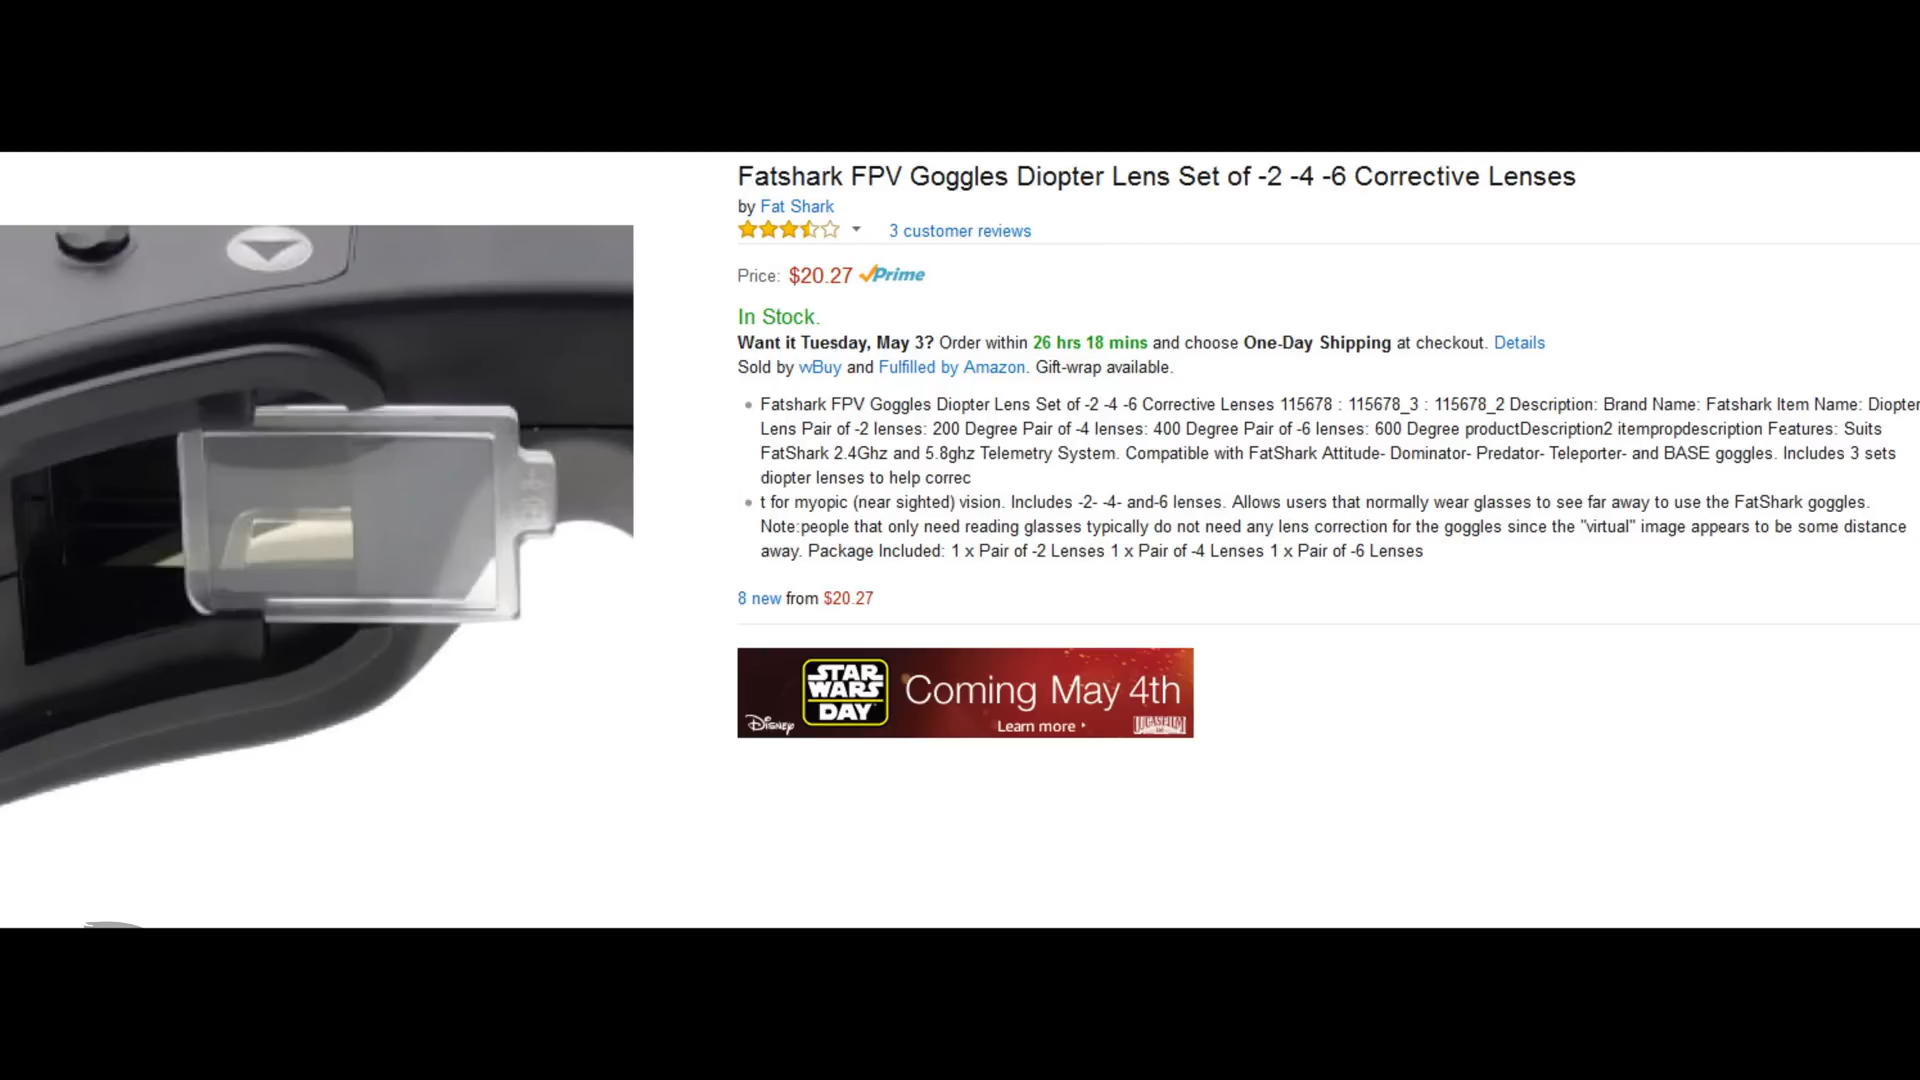 Fatshark FPV Goggles Diopter Lens Set of -2 -4 -6 Corrective Lenses
by Fat Shark
3 customer reviews
Price: $20.27 Prime
In Stock.
Want it Tuesday, May 3? Order within 26 hrs 18 mins and choose One-Day Shipping at checkout. Details
Sold by wBuy and Fulfilled by Amazon. Gift-wrap available.
Fatshark FPV Goggles Diopter Lens Set of -2 -4 -6 Corrective Lenses 115678 : 115678_3 : 115678_2 Description: Brand Name: Fatshark Item Name: Diopter
Lens Pair of -2 lenses: 200 Degree Pair of -4 lenses: 400 Degree Pair of -6 lenses: 600 Degree productDescription2 itempropdescription Features: Suits
FatShark 2.4Ghz and 5.8ghz Telemetry System. Compatible with FatShark Attitude- Dominator- Predator- Teleporter- and BASE goggles. Includes 3 sets
diopter lenses to help correc
t for myopic (near sighted) vision. Includes -2- -4- and-6 lenses. Allows users that normally wear glasses to see far away to use the FatShark goggles.
Note:people that only need reading glasses typically do not need any lens correction for the goggles since the "virtual" image appears to be some distance
away. Package Included: 1 x Pair of -2 Lenses 1 x Pair of -4 Lenses 1 x Pair of -6 Lenses
8 new from $20.27
STAR
WARS
DAY
Coming May 4th
Disney
Learn more
LUCASFILM